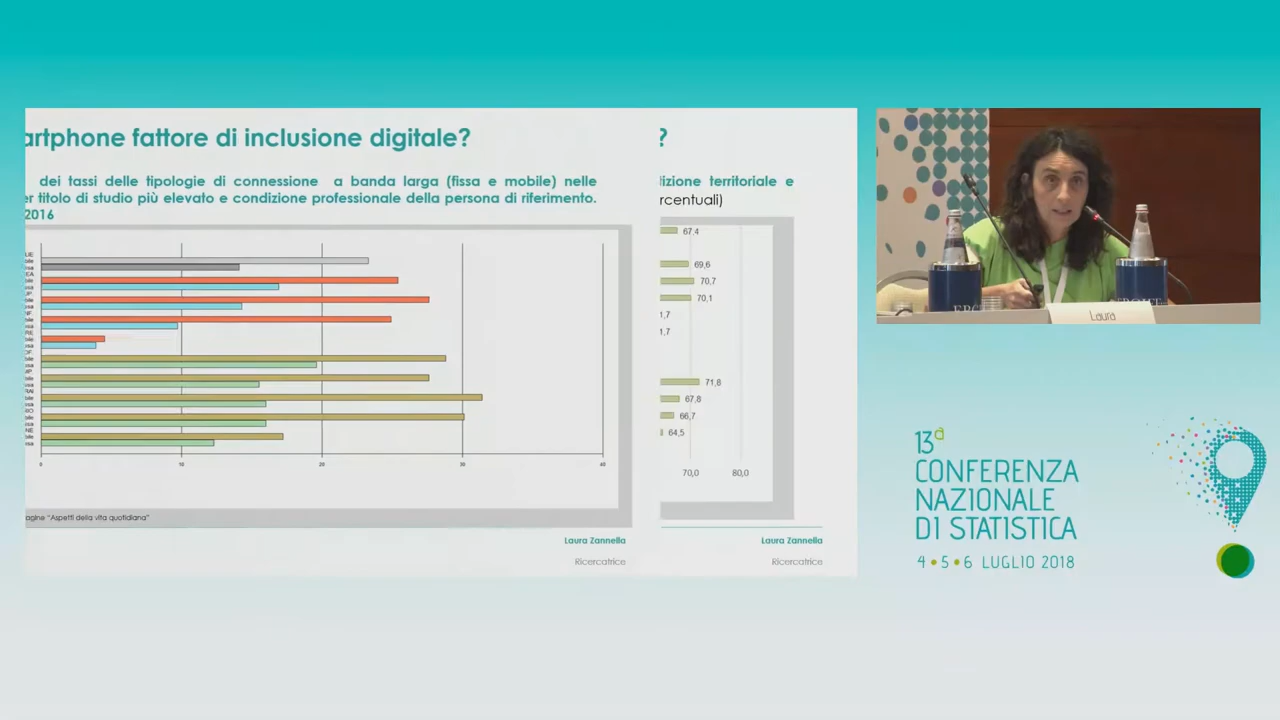 artphone fattore di inclusione digitale?
dei tassi delle tipologie di connessione a banda larga (fissa e mobile) nelle
er titolo di studio più elevato e condizione professionale della persona di riferimento.
2016
0
10
20
30
40
agine "Aspetti della vita quotidiana"
Laura Zannella
Ricercatrice
?
izione territoriale e
rcentuali)
67,4
69,6
70,7
70,1
1,7
1,7
71,8
67,8
66,7
64,5
70,0
80,0
Laura Zannella
Ricercatrice
Laura
13a
CONFERENZA
NAZIONALE
DI STATISTICA
4 • 5 • 6 LUGLIO 2018